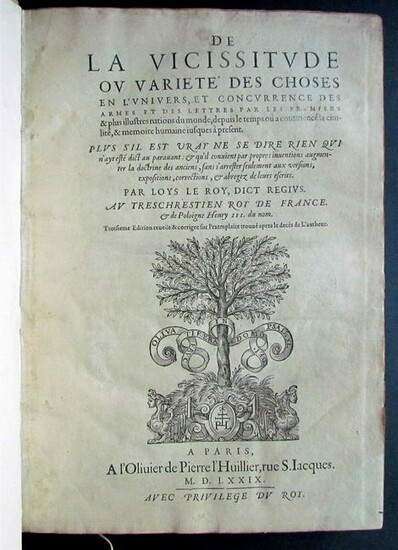 DE
LA VICISSITVDE
OV VARIETE' DES CHOSES
EN L'VNIVERS, ET CONCVRRENCE DES
ARMES ET DES LETTRES PAR LES PREMIERES
& plus illustres nations du monde, depuis le temps où a commencé la ciuilité,
& memoire humaine iusques à present.
PLVS S'IL EST VRAY NE SE DIRE RIEN QVI
n'ayt esté dict au parauant: & qu'il conuient par propres inuentions augmenter
la doctrine des anciens, sans s'arrester seulement aux versions,
expositions, corrections, & abregez de leurs escrits.
PAR LOYS LE ROY, DICT REGIVS.
AV TRESCHRESTIEN ROY DE FRANCE.
& de Poloigne Henry III. du nom.
Troisieme Edition reueüe & corrigee sur l'exemplaire trouué apres le decés de L'autheur.
OLIVA
DOMO
A PARIS,
A l'Oliuier de Pierre l'Huillier, rue S. Iacques.
M. D. LXXIX.
AVEC PRIVILEGE DV ROY.